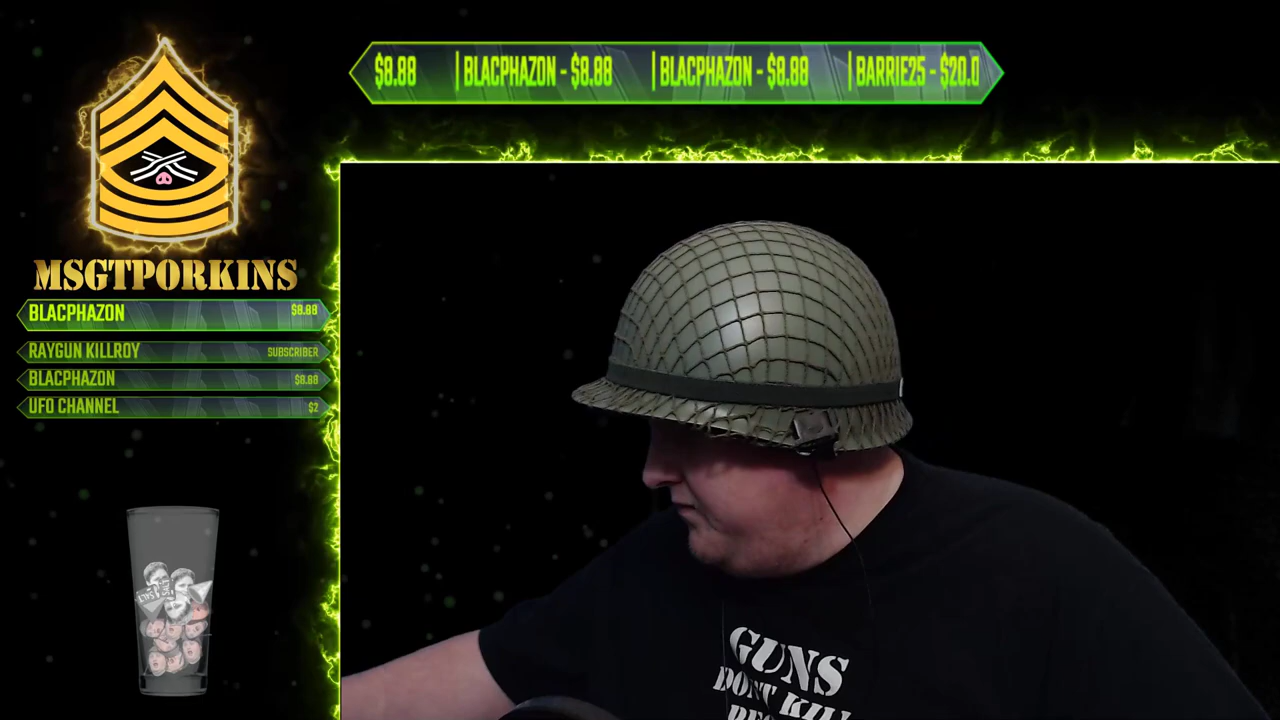 $8.88 | BLACPHAZON - $8.88 | BLACPHAZON - $8.88 | BARRIE25 - $20.0
MSGTPORKINS
BLACPHAZON $8.88
RAYGUN KILLROY SUBSCRIBER
BLACPHAZON $8.88
UFO CHANNEL $2
GUNS
DON'T KILL